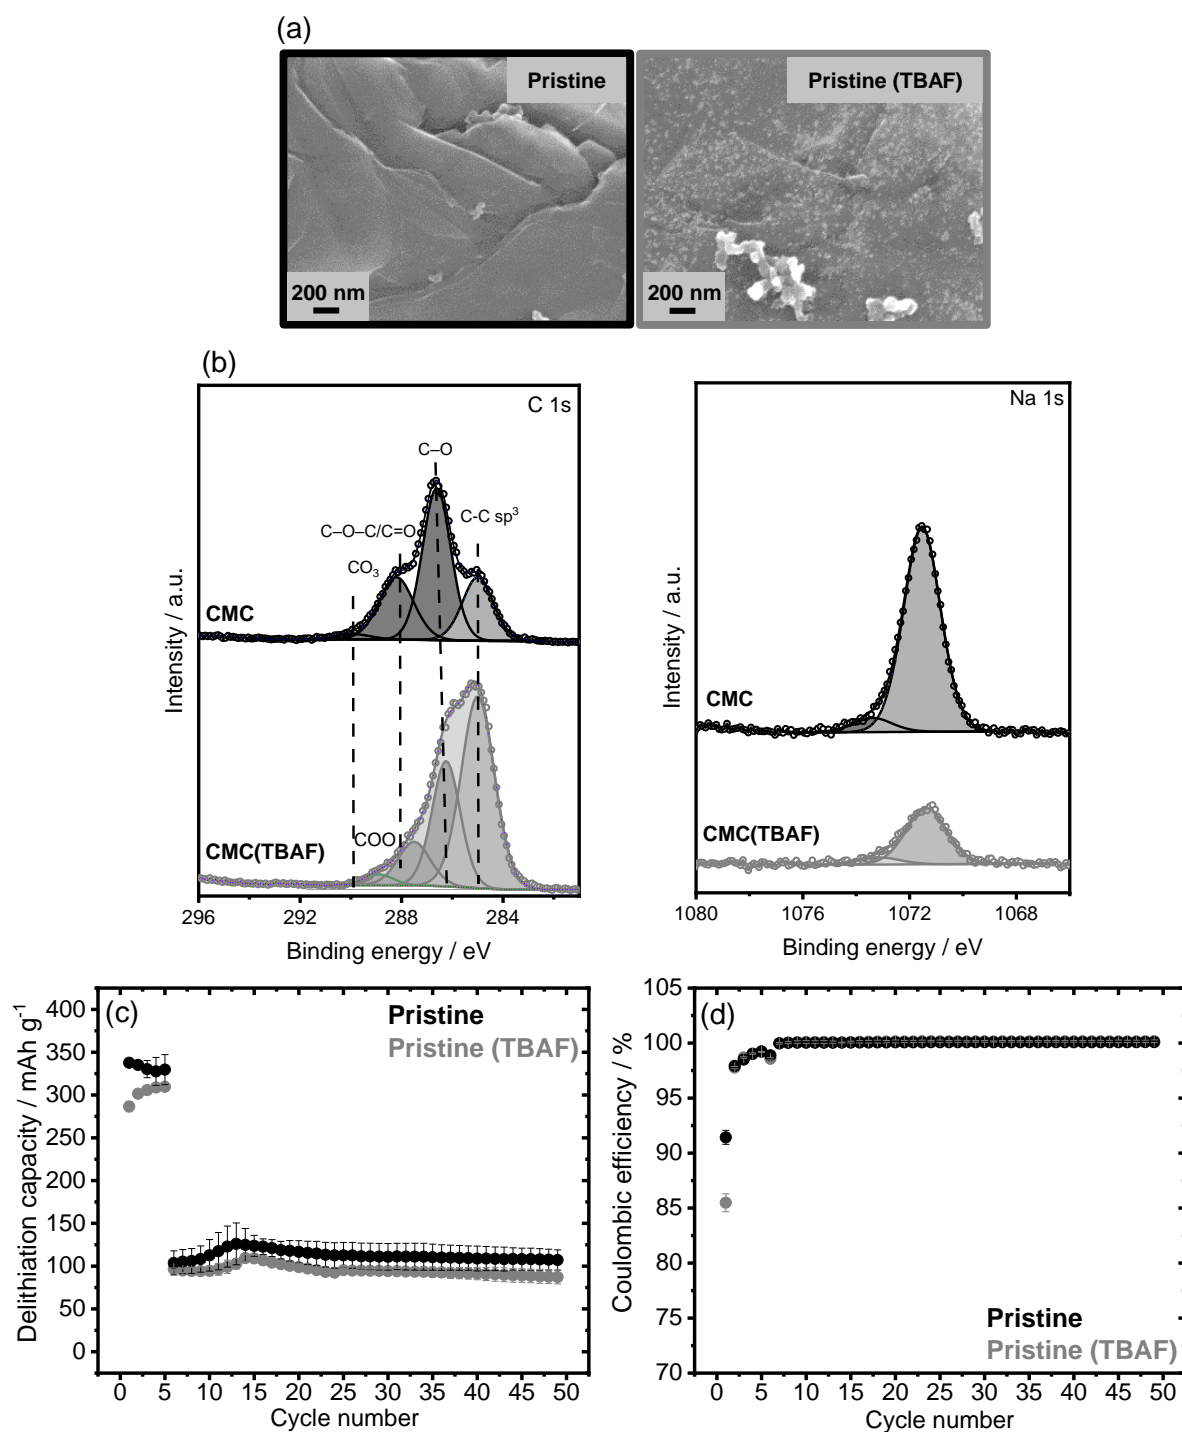 (a)
Pristine
Pristine (TBAF)
200 nm
200 nm
(b)
C 1s
C–O
C-C sp³
C–O–C/C=O
CO₃
CMC
COO
CMC(TBAF)
Intensity / a.u.
296 292 288 284
Binding energy / eV
Na 1s
CMC
CMC(TBAF)
Intensity / a.u.
1080 1076 1072 1068
Binding energy / eV
(c)
Pristine
Pristine (TBAF)
400
350
300
250
200
150
100
50
0
Delithiation capacity / mAh g⁻¹
0 5 10 15 20 25 30 35 40 45 50
Cycle number
(d)
105
100
95
90
85
80
75
70
Coulombic efficiency / %
Pristine
Pristine (TBAF)
0 5 10 15 20 25 30 35 40 45 50
Cycle number